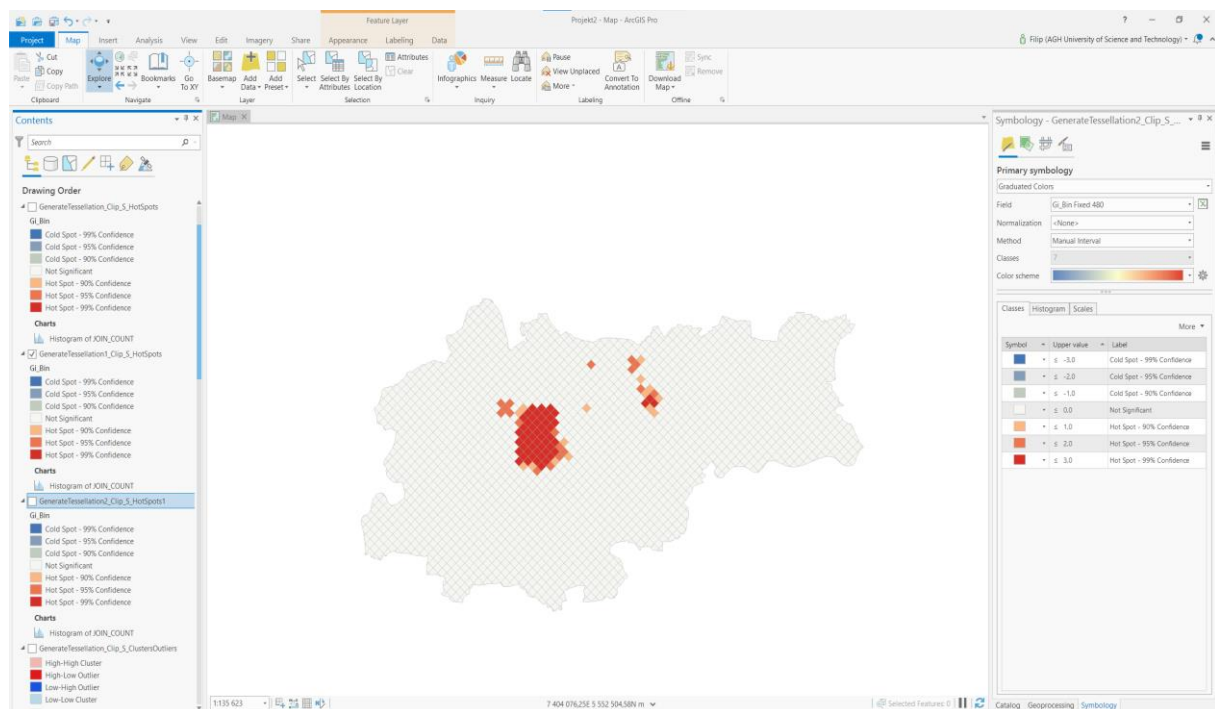 Feature Layer
Projekt2 - Map - ArcGIS Pro
? 
Project Map Insert Analysis View Edit Imagery Share Appearance Labeling Data
Filip (AGH University of Science and Technology)
Cut
Copy
Copy Path
Paste
Clipboard
Explore
Bookmarks
Go To XY
Navigate
Basemap
Add Data
Add Preset
Layer
Select
Select By Attributes
Select By Location
Attributes
Clear
Selection
Infographics
Measure
Locate
Inquiry
Pause
View Unplaced
More
Convert To Annotation
Labeling
Download Map
Sync
Remove
Offline
Contents
Search
Drawing Order
GenerateTessellation_Clip_S_HotSpots
Gi_Bin
Cold Spot - 99% Confidence
Cold Spot - 95% Confidence
Cold Spot - 90% Confidence
Not Significant
Hot Spot - 90% Confidence
Hot Spot - 95% Confidence
Hot Spot - 99% Confidence
Charts
Histogram of JOIN_COUNT
GenerateTessellation1_Clip_S_HotSpots
Gi_Bin
Cold Spot - 99% Confidence
Cold Spot - 95% Confidence
Cold Spot - 90% Confidence
Not Significant
Hot Spot - 90% Confidence
Hot Spot - 95% Confidence
Hot Spot - 99% Confidence
Charts
Histogram of JOIN_COUNT
GenerateTessellation2_Clip_S_HotSpots1
Gi_Bin
Cold Spot - 99% Confidence
Cold Spot - 95% Confidence
Cold Spot - 90% Confidence
Not Significant
Hot Spot - 90% Confidence
Hot Spot - 95% Confidence
Hot Spot - 99% Confidence
Charts
Histogram of JOIN_COUNT
GenerateTessellation_Clip_S_ClustersOutliers
High-High Cluster
High-Low Outlier
Low-High Outlier
Low-Low Cluster
Map
1:135 623
7 404 076,25E 5 552 504,58N m
Selected Features: 0
Symbology - GenerateTessellation2_Clip_S_...
Primary symbology
Graduated Colors
Field Gi_Bin Fixed 480
Normalization <None>
Method Manual Interval
Classes 7
Color scheme
Classes Histogram Scales
More
Symbol Upper value Label
≤ -3,0 Cold Spot - 99% Confidence
≤ -2,0 Cold Spot - 95% Confidence
≤ -1,0 Cold Spot - 90% Confidence
≤ 0,0 Not Significant
≤ 1,0 Hot Spot - 90% Confidence
≤ 2,0 Hot Spot - 95% Confidence
≤ 3,0 Hot Spot - 99% Confidence
Catalog Geoprocessing Symbology